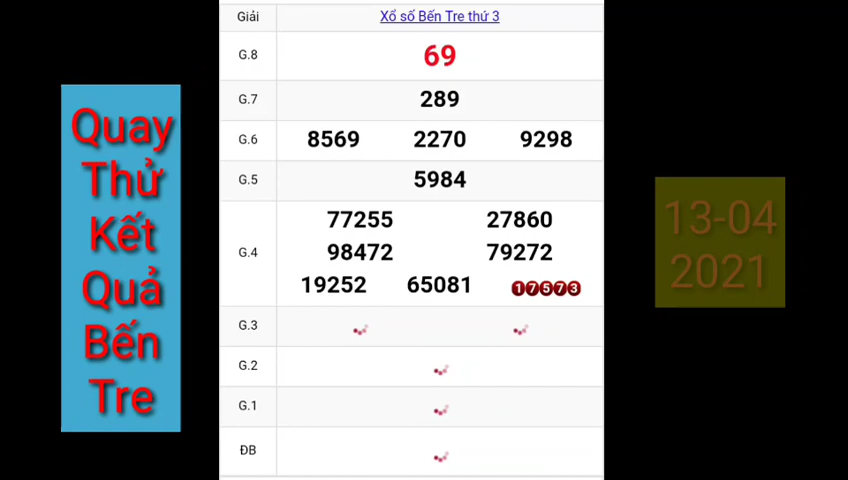 Quay
Thử
Kết
Quả
Bến
Tre
Giải Xổ số Bến Tre thứ 3
G.8 69
G.7 289
G.6 8569 2270 9298
G.5 5984
G.4 77255 27860
98472 79272
19252 65081 17573
G.3
G.2
G.1
ĐB
13-04
2021